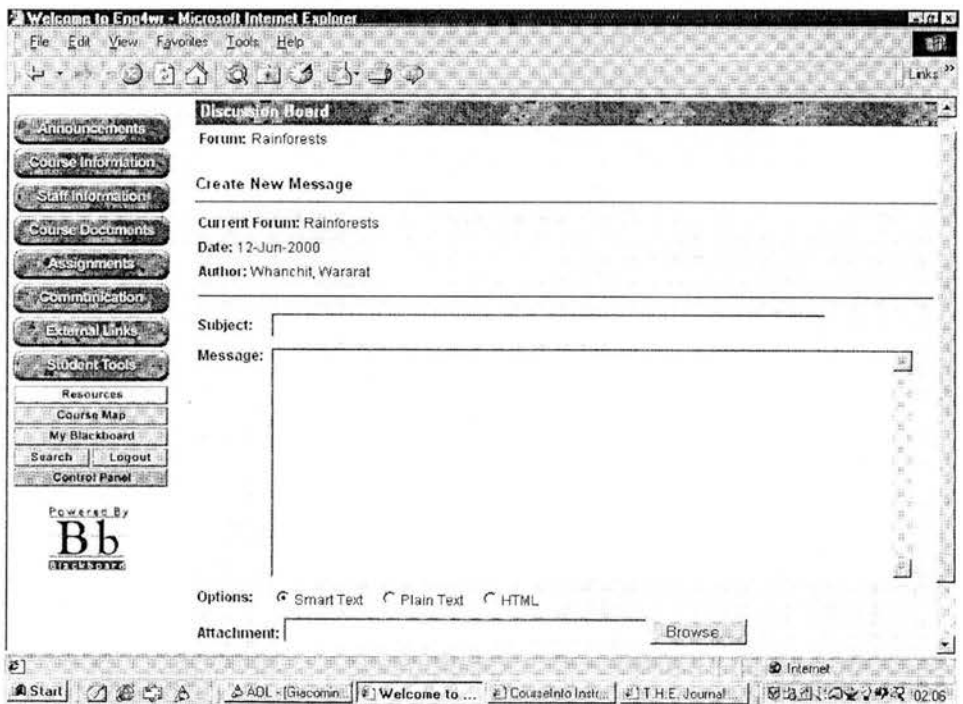 Welcome to Eng4wr - Microsoft Internet Explorer
File Edit View Favorites Tools Help
Links »
Announcements
Course Information
Staff Information
Course Documents
Assignments
Communication
External Links
Student Tools
Resources
Course Map
My Blackboard
Search Logout
Control Panel
Powered By
Bb
Blackboard
Discussion Board
Forum: Rainforests
Create New Message
Current Forum: Rainforests
Date: 12-Jun-2000
Author: Whanchit, Wararat
Subject:
Message:
Options: Smart Text Plain Text HTML
Attachment: Browse...
Internet
Start AOL - [Giacomin... Welcome to ... CourseInfo Instr... T.H.E. Journal... 02:06